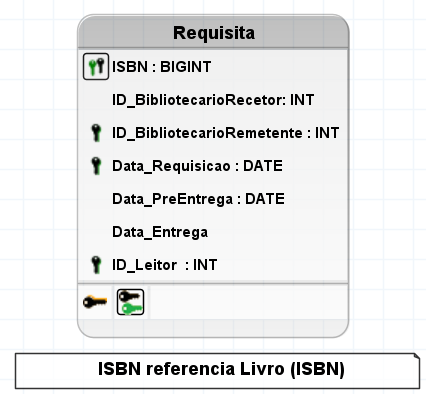 Requisita
ISBN : BIGINT
ID_BibliotecarioRecetor: INT
ID_BibliotecarioRemetente : INT
Data_Requisicao : DATE
Data_PreEntrega : DATE
Data_Entrega
ID_Leitor : INT
ISBN referencia Livro (ISBN)